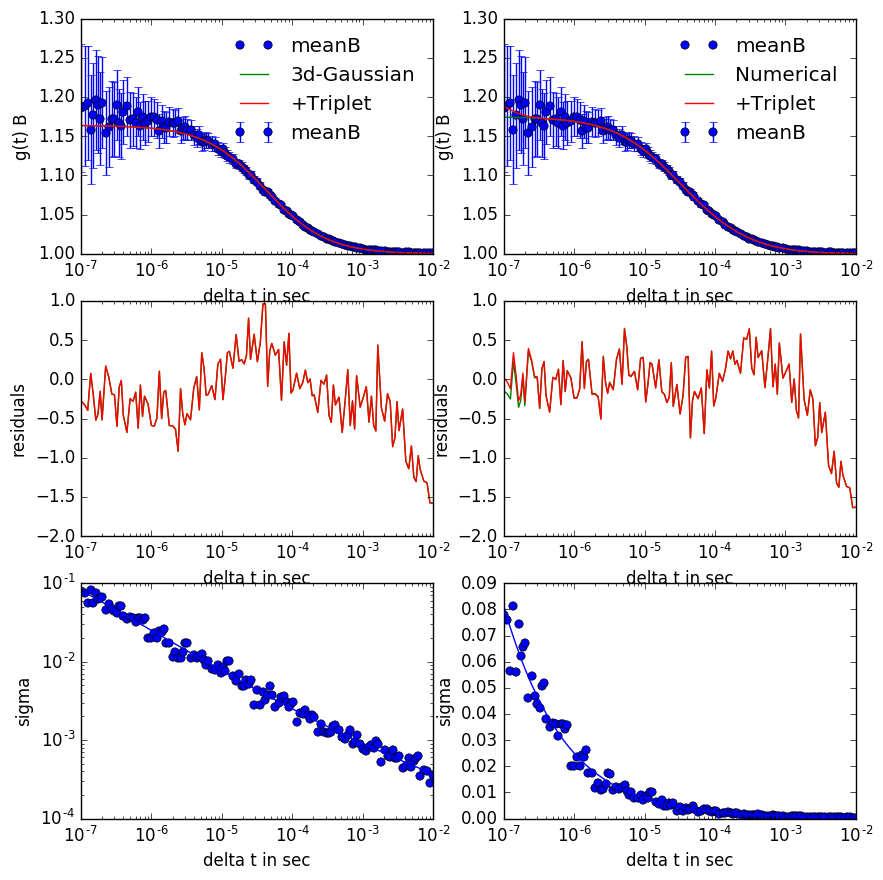 1.30
1.25
1.20
1.15
1.10
1.05
1.00
g(t) B
meanB
3d-Gaussian
+Triplet
meanB
10^-7 10^-6 10^-5 10^-4 10^-3 10^-2
delta t in sec
1.30
1.25
1.20
1.15
1.10
1.05
1.00
g(t) B
meanB
Numerical
+Triplet
meanB
10^-7 10^-6 10^-5 10^-4 10^-3 10^-2
delta t in sec
1.0
0.5
0.0
−0.5
−1.0
−1.5
−2.0
residuals
10^-7 10^-6 10^-5 10^-4 10^-3 10^-2
delta t in sec
1.0
0.5
0.0
−0.5
−1.0
−1.5
−2.0
residuals
10^-7 10^-6 10^-5 10^-4 10^-3 10^-2
delta t in sec
10^-1
10^-2
10^-3
10^-4
sigma
10^-7 10^-6 10^-5 10^-4 10^-3 10^-2
delta t in sec
0.09
0.08
0.07
0.06
0.05
0.04
0.03
0.02
0.01
0.00
sigma
10^-7 10^-6 10^-5 10^-4 10^-3 10^-2
delta t in sec